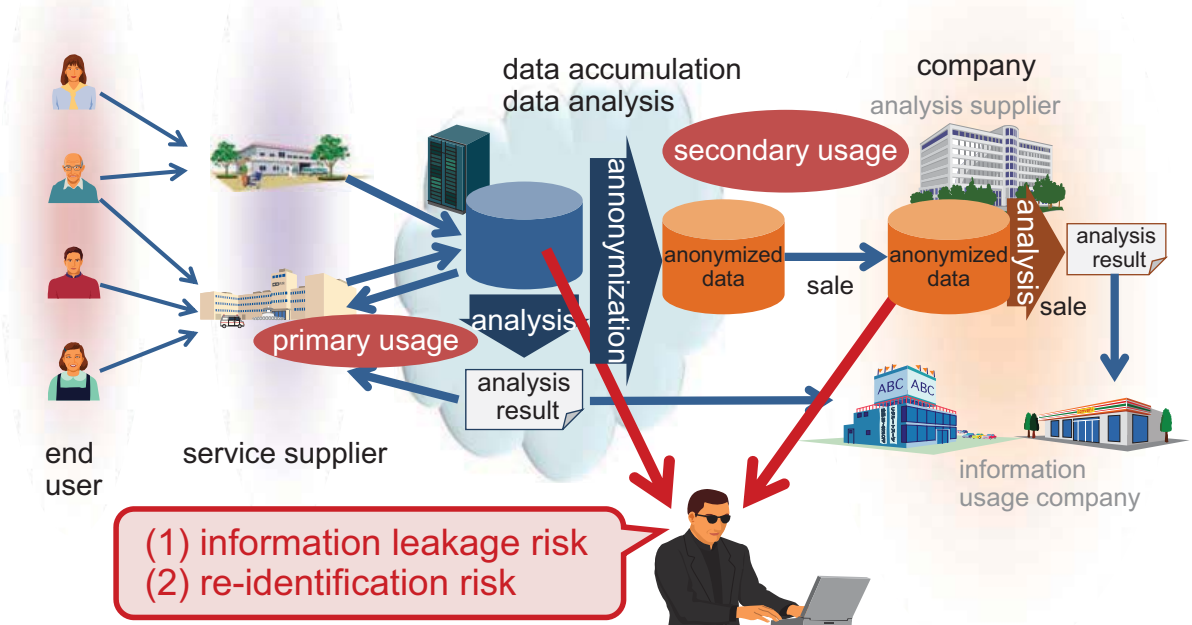 data accumulation
data analysis
company
analysis supplier
secondary usage
annonymization
anonymized
data
sale
anonymized
data
analysis
sale
analysis
result
analysis
primary usage
analysis
result
ABC ABC
end
user
service supplier
information
usage company
(1) information leakage risk
(2) re-identification risk